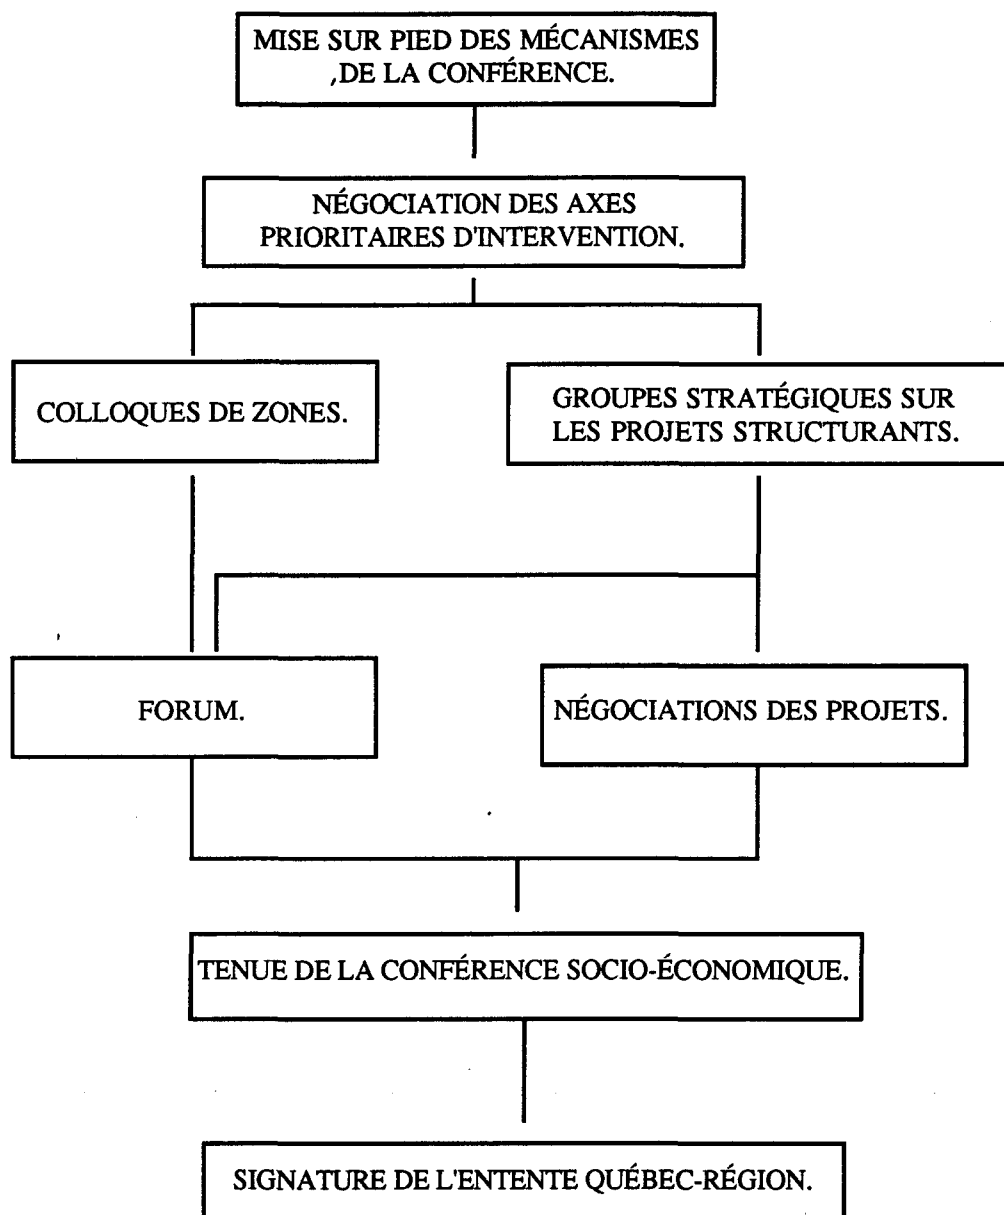 MISE SUR PIED DES MÉCANISMES
,DE LA CONFÉRENCE.
NÉGOCIATION DES AXES
PRIORITAIRES D'INTERVENTION.
COLLOQUES DE ZONES.
GROUPES STRATÉGIQUES SUR
LES PROJETS STRUCTURANTS.
FORUM.
NÉGOCIATIONS DES PROJETS.
TENUE DE LA CONFÉRENCE SOCIO-ÉCONOMIQUE.
SIGNATURE DE L'ENTENTE QUÉBEC-RÉGION.